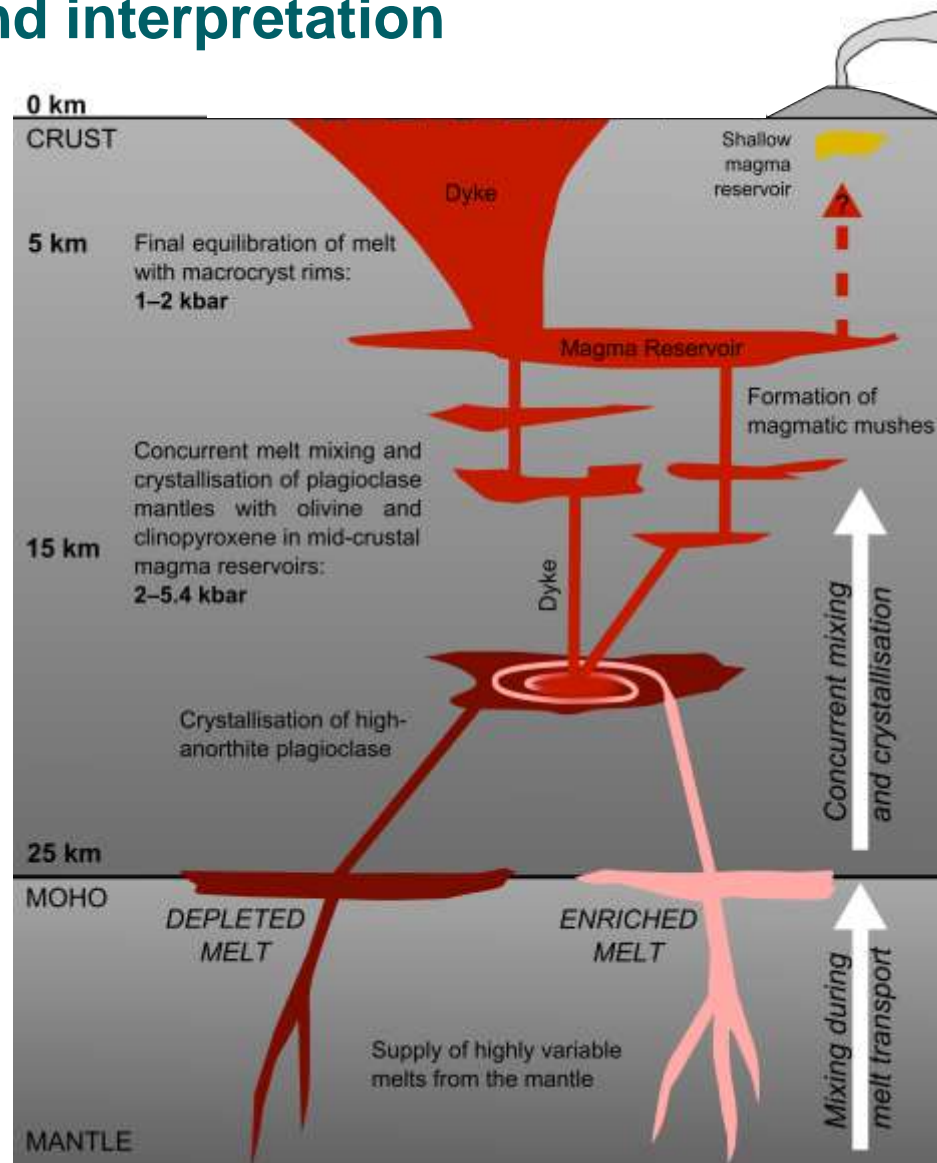 nd interpretation
0 km
CRUST
Shallow
magma
reservoir
Dyke
?
5 km
Final equilibration of melt
with macrocryst rims:
1–2 kbar
Magma Reservoir
Formation of
magmatic mushes
Concurrent melt mixing and
crystallisation of plagioclase
mantles with olivine and
clinopyroxene in mid-crustal
magma reservoirs:
2–5.4 kbar
15 km
Dyke
Concurrent mixing
and crystallisation
Crystallisation of high-
anorthite plagioclase
25 km
MOHO
DEPLETED
MELT
ENRICHED
MELT
Mixing during
melt transport
Supply of highly variable
melts from the mantle
MANTLE